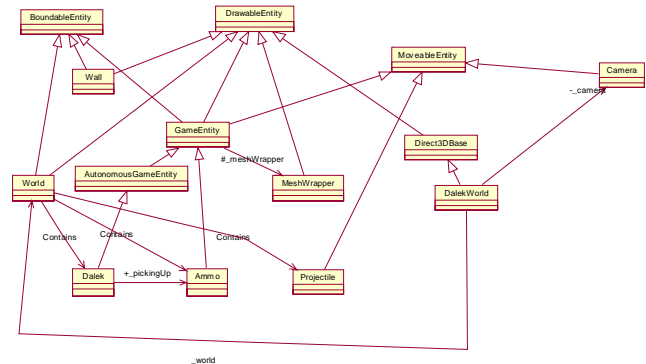 BoundableEntity
DrawableEntity
MoveableEntity
Camera
-_camera
Wall
GameEntity
Direct3DBase
#_meshWrapper
AutonomousGameEntity
World
MeshWrapper
DalekWorld
Contains
Contains
Contains
Dalek
+_pickingUp
Ammo
Projectile
_world